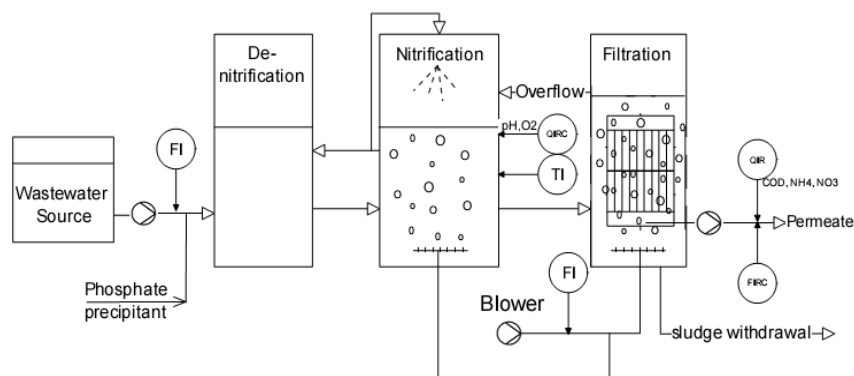 De-
nitrification
Nitrification
Filtration
Overflow
pH,O2
FI
QIRC
QIR
Wastewater
Source
TI
COD, NH4, NO3
Permeate
Phosphate
precipitant
FI
FIRC
Blower
sludge withdrawal